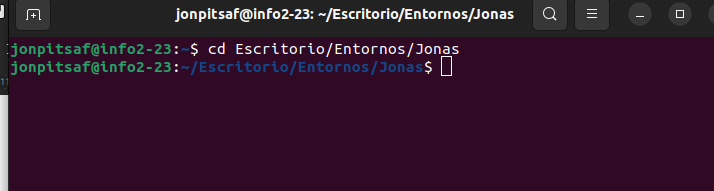 jonpitsaf@info2-23: ~/Escritorio/Entornos/Jonas
jonpitsaf@info2-23:~$ cd Escritorio/Entornos/Jonas
jonpitsaf@info2-23:~/Escritorio/Entornos/Jonas$